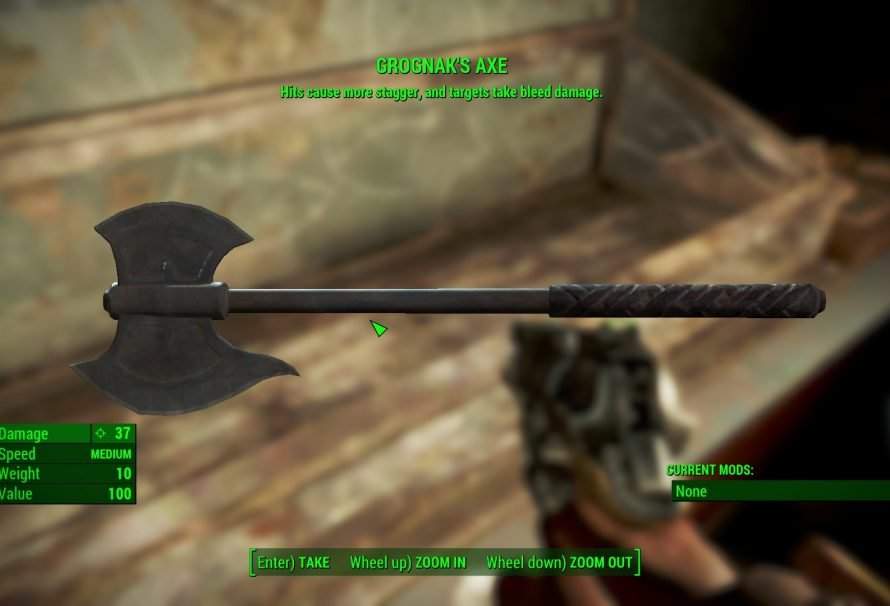 GROGNAK'S AXE
Hits cause more stagger, and targets take bleed damage.
Damage 37
Speed MEDIUM
Weight 10
Value 100
CURRENT MODS:
None
[Enter) TAKE Wheel up) ZOOM IN Wheel down) ZOOM OUT]